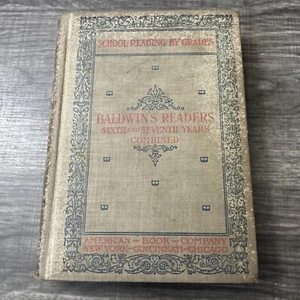 SCHOOL READING BY GRADES
BALDWIN'S READERS
SIXTH AND SEVENTH YEARS
COMBINED
AMERICAN - BOOK - COMPANY
NEW YORK - CINCINNATI - CHICAGO